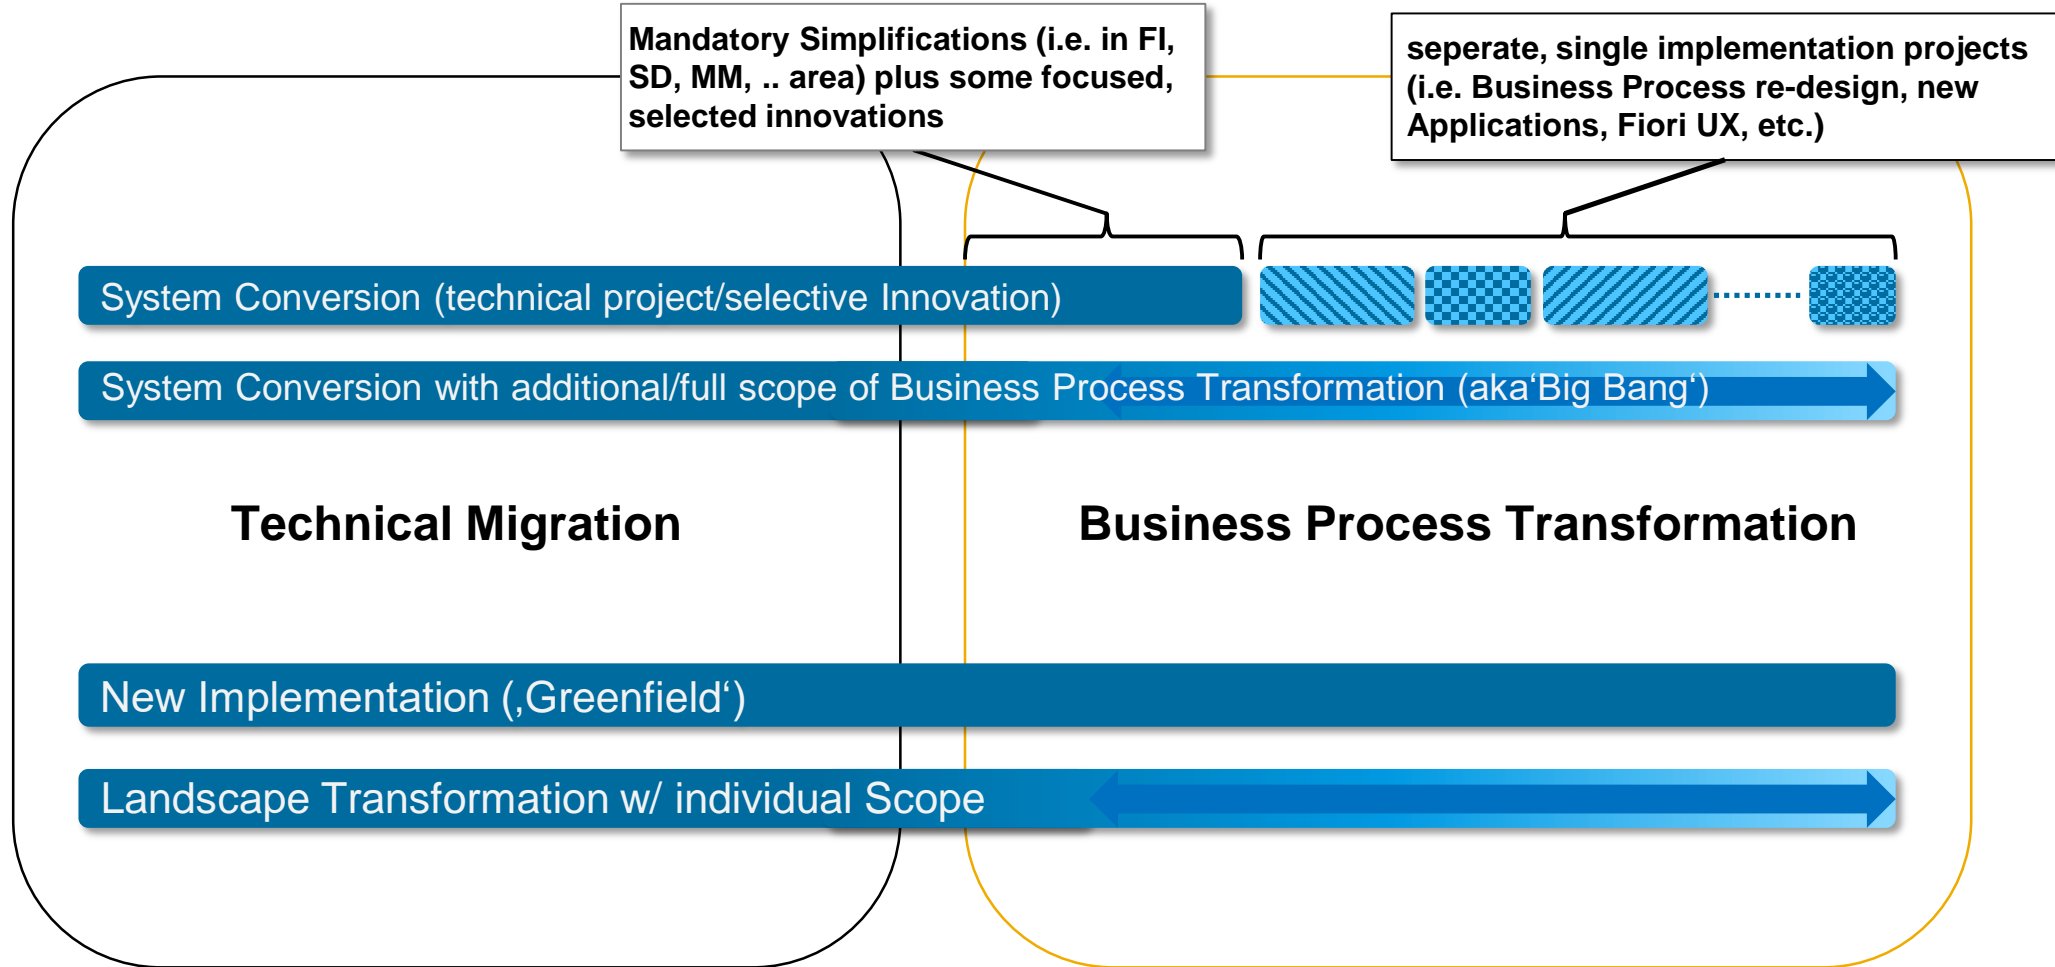 Mandatory Simplifications (i.e. in FI,
SD, MM, .. area) plus some focused,
selected innovations
seperate, single implementation projects
(i.e. Business Process re-design, new
Applications, Fiori UX, etc.)
System Conversion (technical project/selective Innovation)
System Conversion with additional/full scope of Business Process Transformation (aka‘Big Bang‘)
Technical Migration
Business Process Transformation
New Implementation (‚Greenfield‘)
Landscape Transformation w/ individual Scope